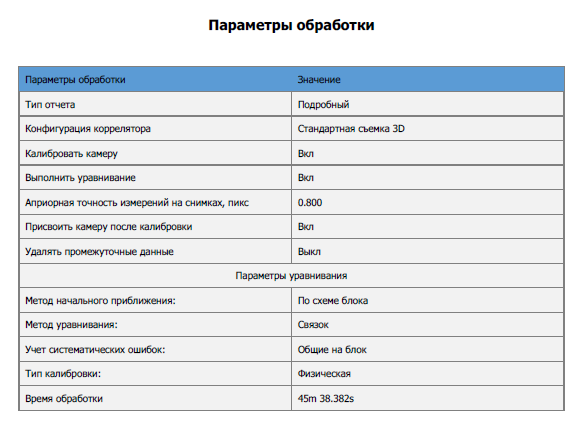 Параметры обработки
Параметры обработки Значение
Тип отчета Подробный
Конфигурация коррелятора Стандартная съемка 3D
Калибровать камеру Вкл
Выполнить уравнивание Вкл
Априорная точность измерений на снимках, пикс 0.800
Присвоить камеру после калибровки Вкл
Удалять промежуточные данные Выкл
Параметры уравнивания
Метод начального приближения: По схеме блока
Метод уравнивания: Связок
Учет систематических ошибок: Общие на блок
Тип калибровки: Физическая
Время обработки 45m 38.382s